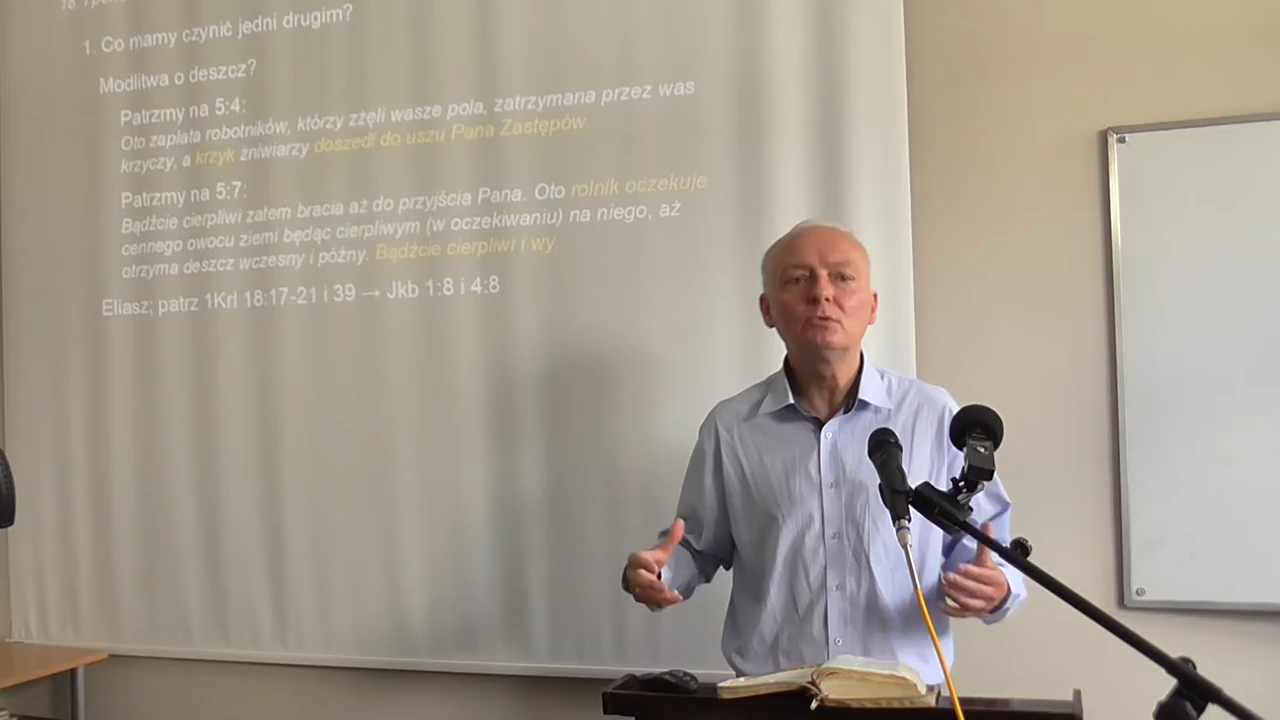 1. Co mamy czynić jedni drugim?
Modlitwa o deszcz?
Patrzmy na 5:4:
Oto zapłata robotników, którzy zżęli wasze pola, zatrzymana przez was
krzyczy, a krzyk żniwiarzy doszedł do uszu Pana Zastępów.
Patrzmy na 5:7:
Bądźcie cierpliwi zatem bracia aż do przyjścia Pana. Oto rolnik oczekuje
cennego owocu ziemi będąc cierpliwym (w oczekiwaniu) na niego, aż
otrzyma deszcz wczesny i późny. Bądźcie cierpliwi i wy.
Eliasz; patrz 1Krl 18:17-21 i 39 → Jkb 1:8 i 4:8